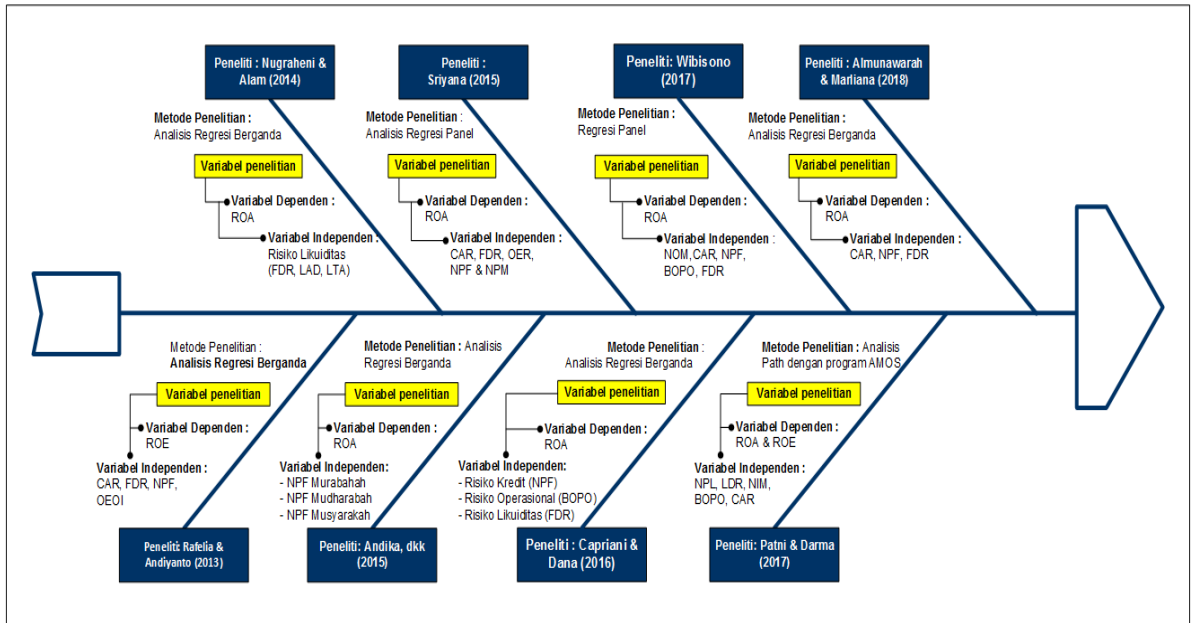 Peneliti : Nugraheni &
Alam (2014)
Metode Penelitian :
Analisis Regresi Berganda
Variabel penelitian
Variabel Dependen :
ROA
Variabel Independen :
Risiko Likuiditas
(FDR, LAD, LTA)
Peneliti :
Sriyana (2015)
Metode Penelitian :
Analisis Regresi Panel
Variabel penelitian
Variabel Dependen :
ROA
Variabel Independen :
CAR, FDR, OER,
NPF & NPM
Peneliti: Wibisono
(2017)
Metode Penelitian :
Regresi Panel
Variabel penelitian
Variabel Dependen :
ROA
Variabel Independen :
NOM,CAR, NPF,
BOPO, FDR
Peneliti : Almunawarah
& Marliana (2018)
Metode Penelitian :
Analisis Regresi Berganda
Variabel penelitian
Variabel Dependen :
ROA
Variabel Independen :
CAR, NPF, FDR
Metode Penelitian :
Analisis Regresi Berganda
Variabel penelitian
Variabel Dependen :
ROE
Variabel Independen :
CAR, FDR, NPF,
OEOI
Peneliti: Rafelia &
Andiyanto (2013)
Metode Penelitian : Analisis
Regresi Berganda
Variabel penelitian
Variabel Dependen :
ROA
Variabel Independen:
- NPF Murabahah
- NPF Mudharabah
- NPF Musyarakah
Peneliti: Andika, dkk
(2015)
Metode Penelitian :
Analisis Regresi Berganda
Variabel penelitian
Variabel Dependen :
ROA
Variabel Independen:
- Risiko Kredit (NPF)
- Risiko Operasional (BOPO)
- Risiko Likuiditas (FDR)
Peneliti : Capriani &
Dana (2016)
Metode Penelitian : Analisis
Path dengan program AMOS
Variabel penelitian
Variabel Dependen :
ROA & ROE
Variabel Independen :
NPL, LDR, NIM,
BOPO, CAR
Peneliti: Patni & Darma
(2017)